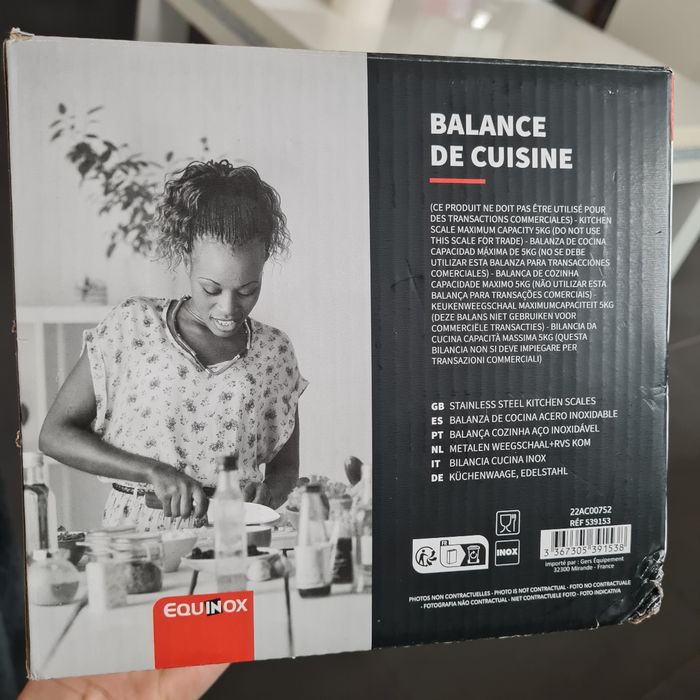 BALANCE
DE CUISINE
(CE PRODUIT NE DOIT PAS ÊTRE UTILISÉ POUR
DES TRANSACTIONS COMMERCIALES) - KITCHEN
SCALE MAXIMUM CAPACITY 5KG (DO NOT USE
THIS SCALE FOR TRADE) - BALANZA DE COCINA
CAPACIDAD MÁXIMA DE 5KG (NO SE DEBE
UTILIZAR ESTA BALANZA PARA TRANSACCIONES
COMERCIALES) - BALANCA DE COZINHA
CAPACIDADE MAXIMO 5KG (NÃO UTILIZAR ESTA
BALANÇA PARA TRANSAÇÕES COMERCIAIS) -
KEUKENWEEGSCHAAL MAXIMUMCAPACITEIT 5KG
(DEZE BALANS NIET GEBRUIKEN VOOR
COMMERCIËLE TRANSACTIES) - BILANCIA DA
CUCINA CAPACITÀ MASSIMA 5KG (QUESTA
BILANCIA NON SI DEVE IMPIEGARE PER
TRANSAZIONI COMMERCIALI)
GB STAINLESS STEEL KITCHEN SCALES
ES BALANZA DE COCINA ACERO INOXIDABLE
PT BALANÇA COZINHA AÇO INOXIDÁVEL
NL METALEN WEEGSCHAAL+RVS KOM
IT BILANCIA CUCINA INOX
DE KÜCHENWAAGE, EDELSTAHL
22AC00752
RÉF 539153
3 367305 391538
importé par : Gers Équipement
32300 Mirande - France
FR
INOX
PHOTOS NON CONTRACTUELLES - PHOTO IS NOT CONTRACTUAL - FOTO NO CONTRACTUALE
- FOTOGRAFIA NÃO CONTRACTUAL - NIET CONTRACTUELE FOTO - FOTO INDICATIVA
EQUINOX